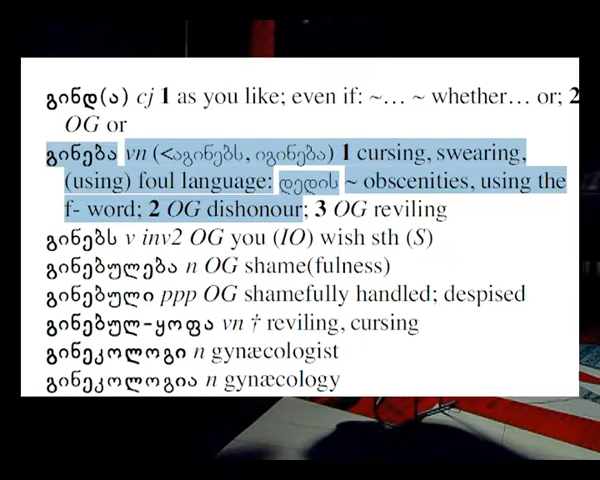 გინდ(ა) cj 1 as you like; even if: ~... ~ whether... or; 2
OG or
გინება vn (<აგინებს, იგინება) 1 cursing, swearing,
(using) foul language: დედის ~ obscenities, using the
f- word; 2 OG dishonour; 3 OG reviling
გინებს v inv2 OG you (IO) wish sth (S)
გინებულება n OG shame(fulness)
გინებული ppp OG shamefully handled; despised
გინებულ-ყოფა vn † reviling, cursing
გინეკოლოგი n gynæcologist
გინეკოლოგია n gynæcology